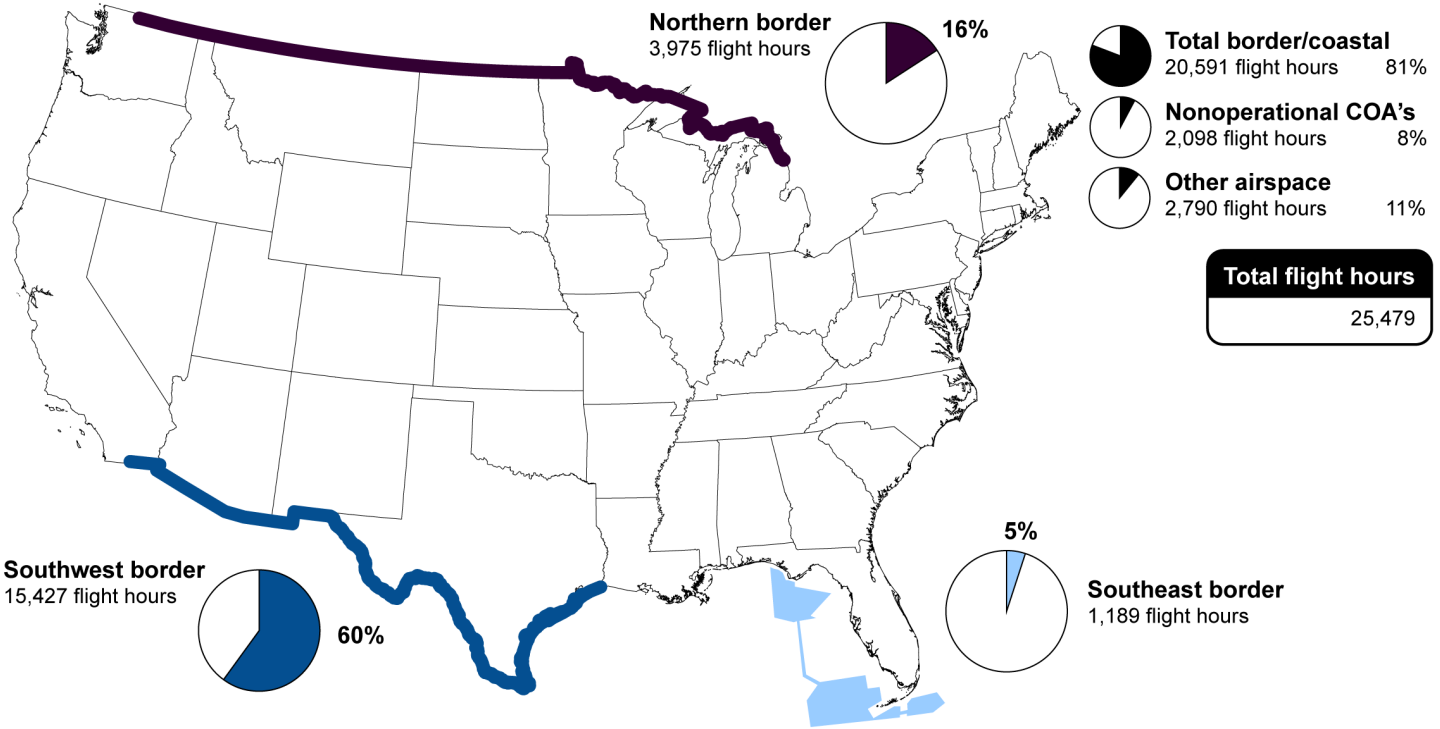 Northern border
3,975 flight hours
16%
Total border/coastal
20,591 flight hours 81%
Nonoperational COA's
2,098 flight hours 8%
Other airspace
2,790 flight hours 11%
Total flight hours
25,479
Southwest border
15,427 flight hours
60%
5%
Southeast border
1,189 flight hours